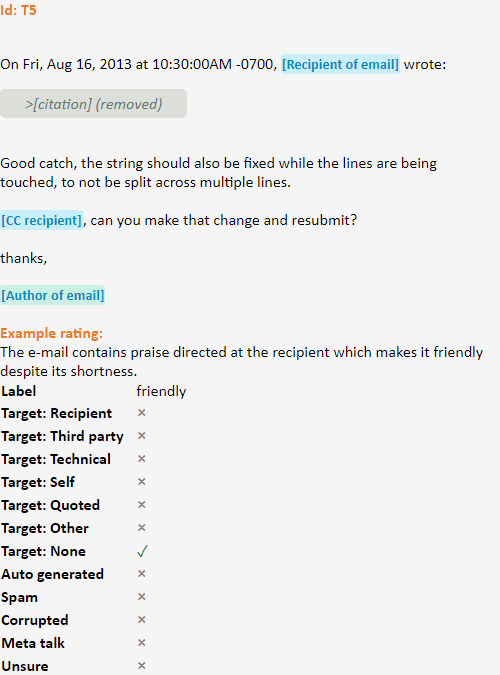 Id: T5
On Fri, Aug 16, 2013 at 10:30:00AM -0700, [Recipient of email] wrote:
>[citation] (removed)
Good catch, the string should also be fixed while the lines are being
touched, to not be split across multiple lines.
[CC recipient], can you make that change and resubmit?
thanks,
[Author of email]
Example rating:
The e-mail contains praise directed at the recipient which makes it friendly
despite its shortness.
Label friendly
Target: Recipient ×
Target: Third party ×
Target: Technical ×
Target: Self ×
Target: Quoted ×
Target: Other ×
Target: None ✓
Auto generated ×
Spam ×
Corrupted ×
Meta talk ×
Unsure ×